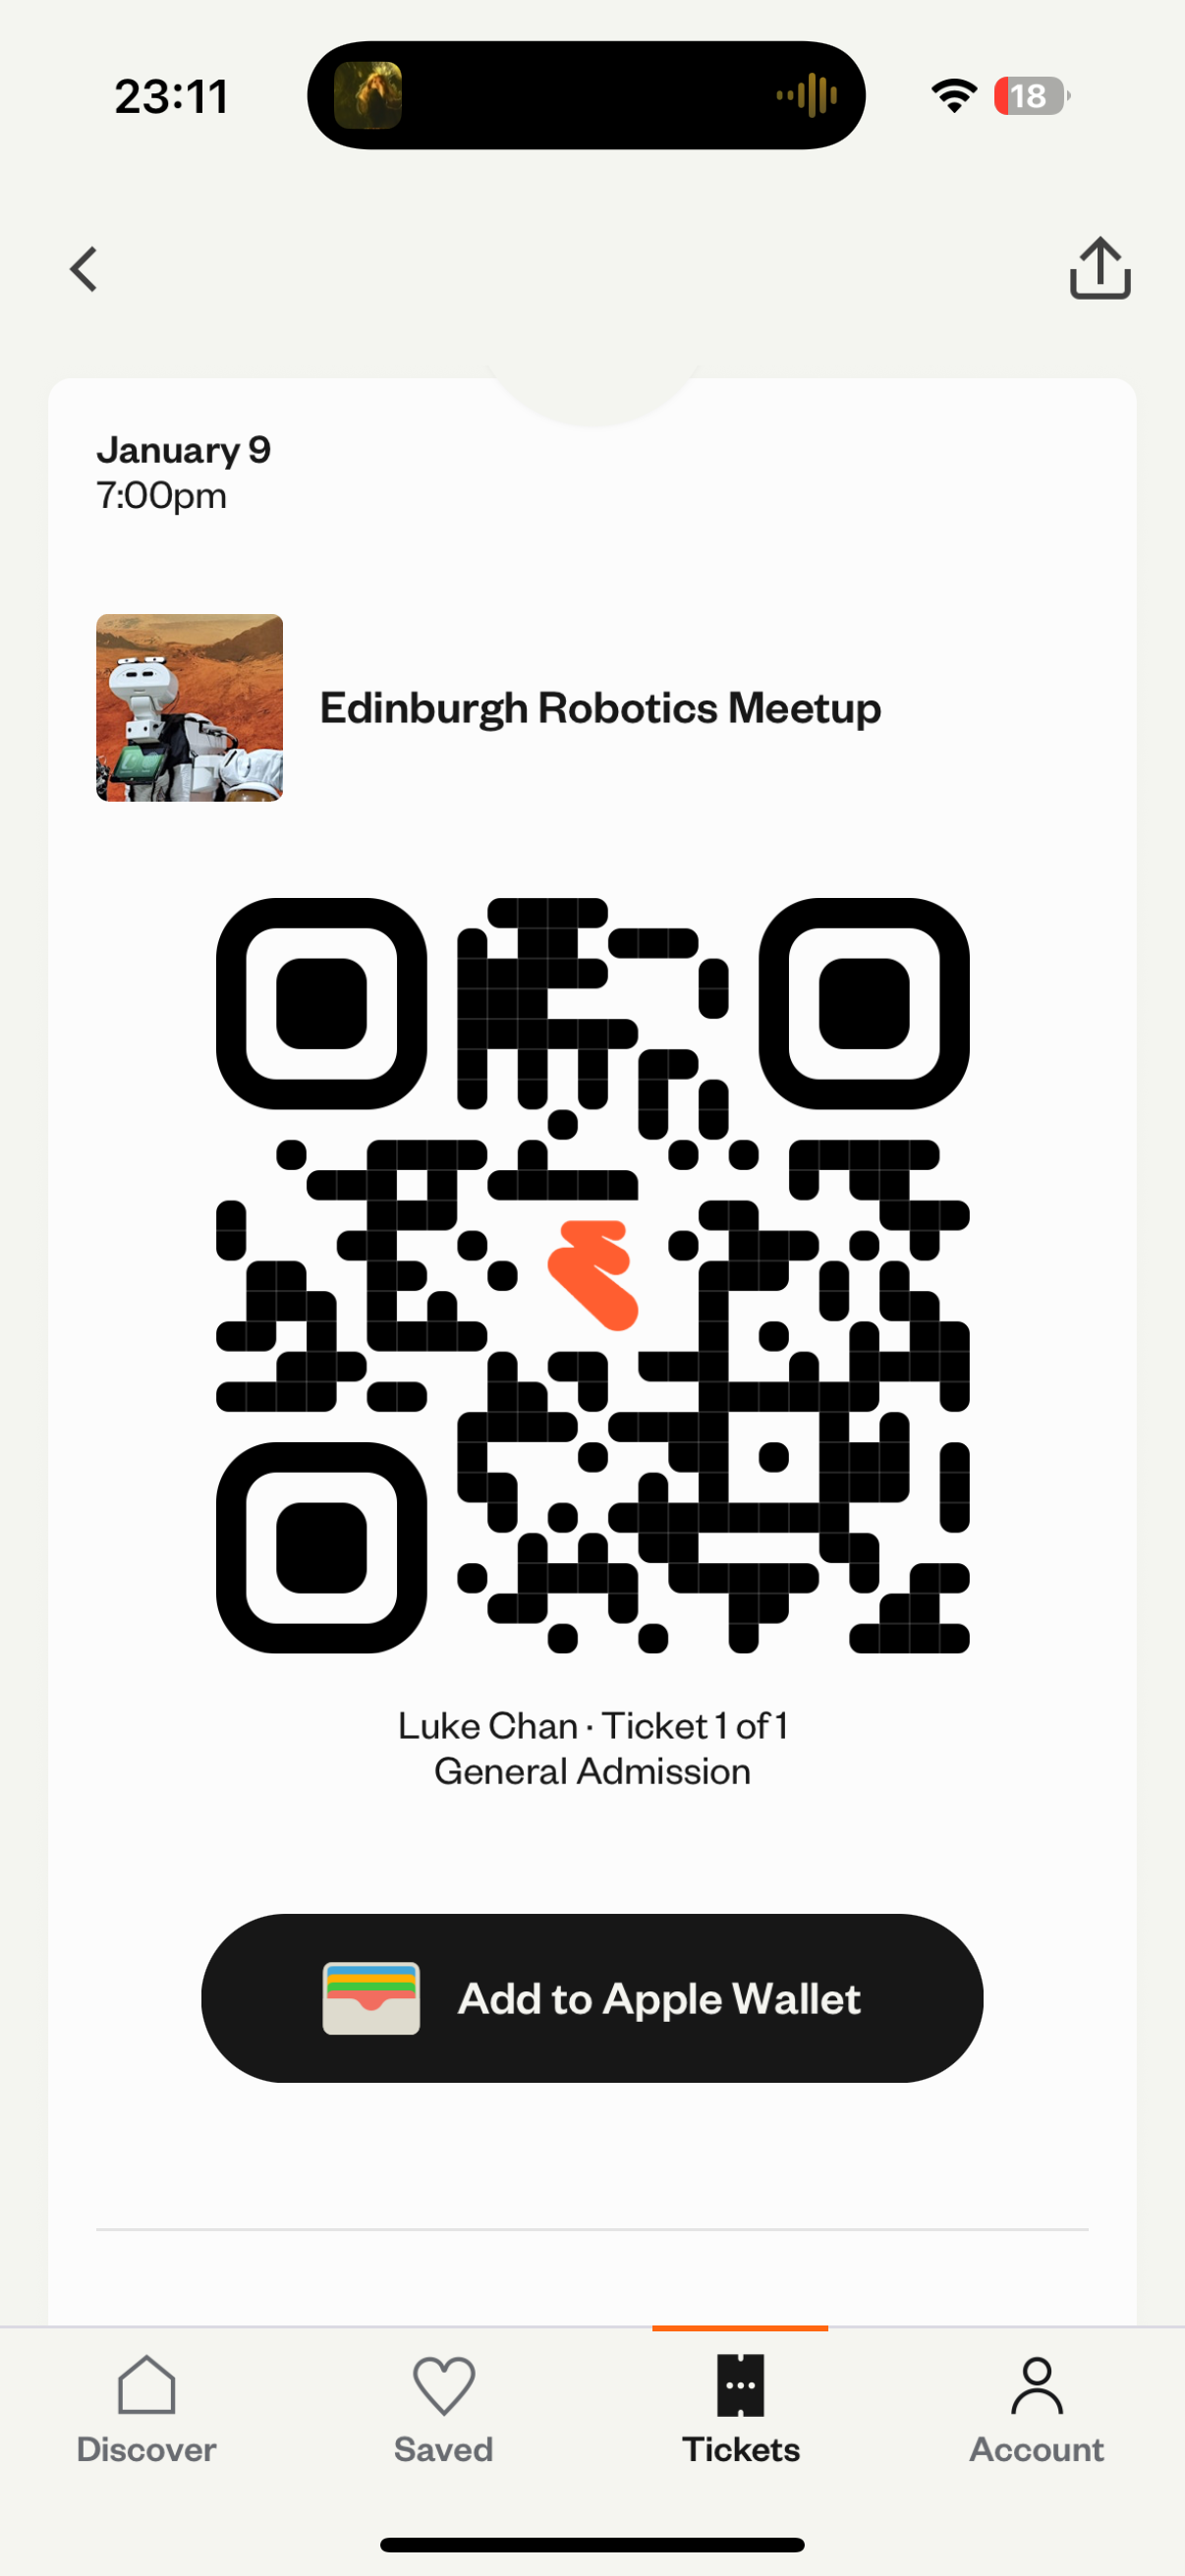 23:11
18
January 9
7:00pm
Edinburgh Robotics Meetup
Luke Chan · Ticket 1 of 1
General Admission
Add to Apple Wallet
Discover
Saved
Tickets
Account